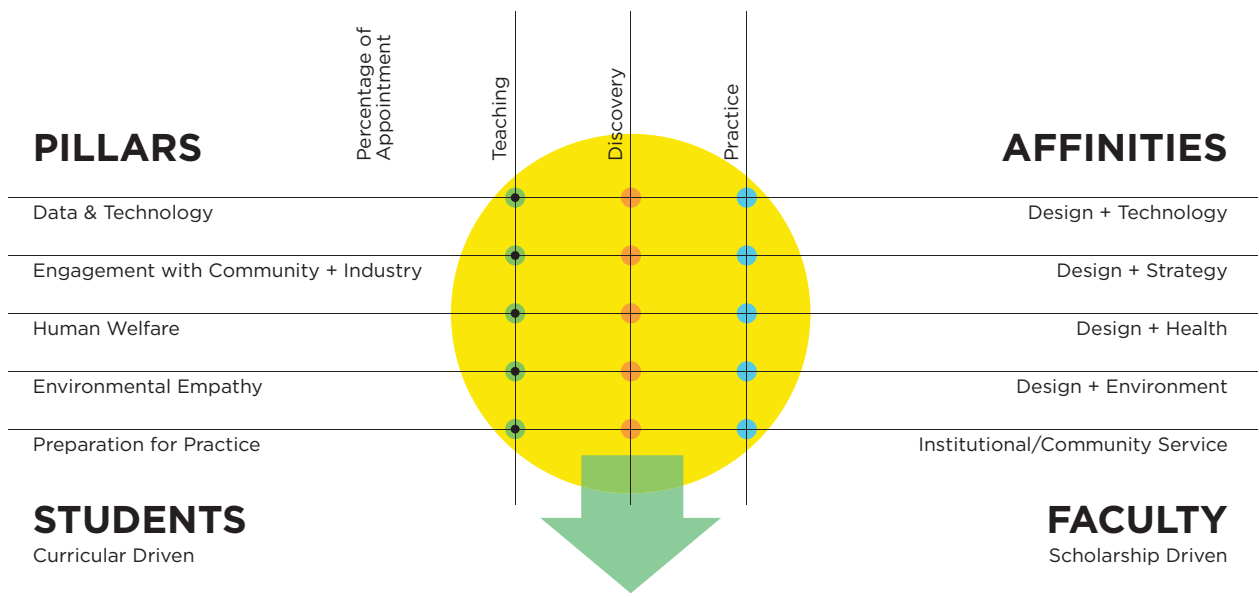 Percentage of
Appointment
Teaching
Discovery
Practice
PILLARS
AFFINITIES
Data & Technology
Design + Technology
Engagement with Community + Industry
Design + Strategy
Human Welfare
Design + Health
Environmental Empathy
Design + Environment
Preparation for Practice
Institutional/Community Service
STUDENTS
FACULTY
Curricular Driven
Scholarship Driven